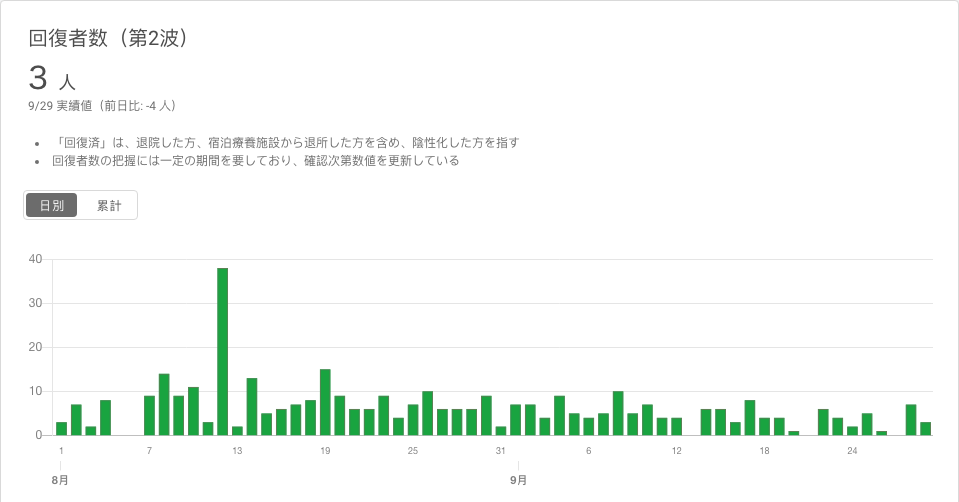 回復者数（第2波）
3 人
9/29 実績値（前日比: -4 人）
「回復済」は、退院した方、宿泊療養施設から退所した方を含め、陰性化した方を指す
回復者数の把握には一定の期間を要しており、確認次第数値を更新している
日別 累計
40
30
20
10
0
1 7 13 19 25 31 6 12 18 24
8月 9月